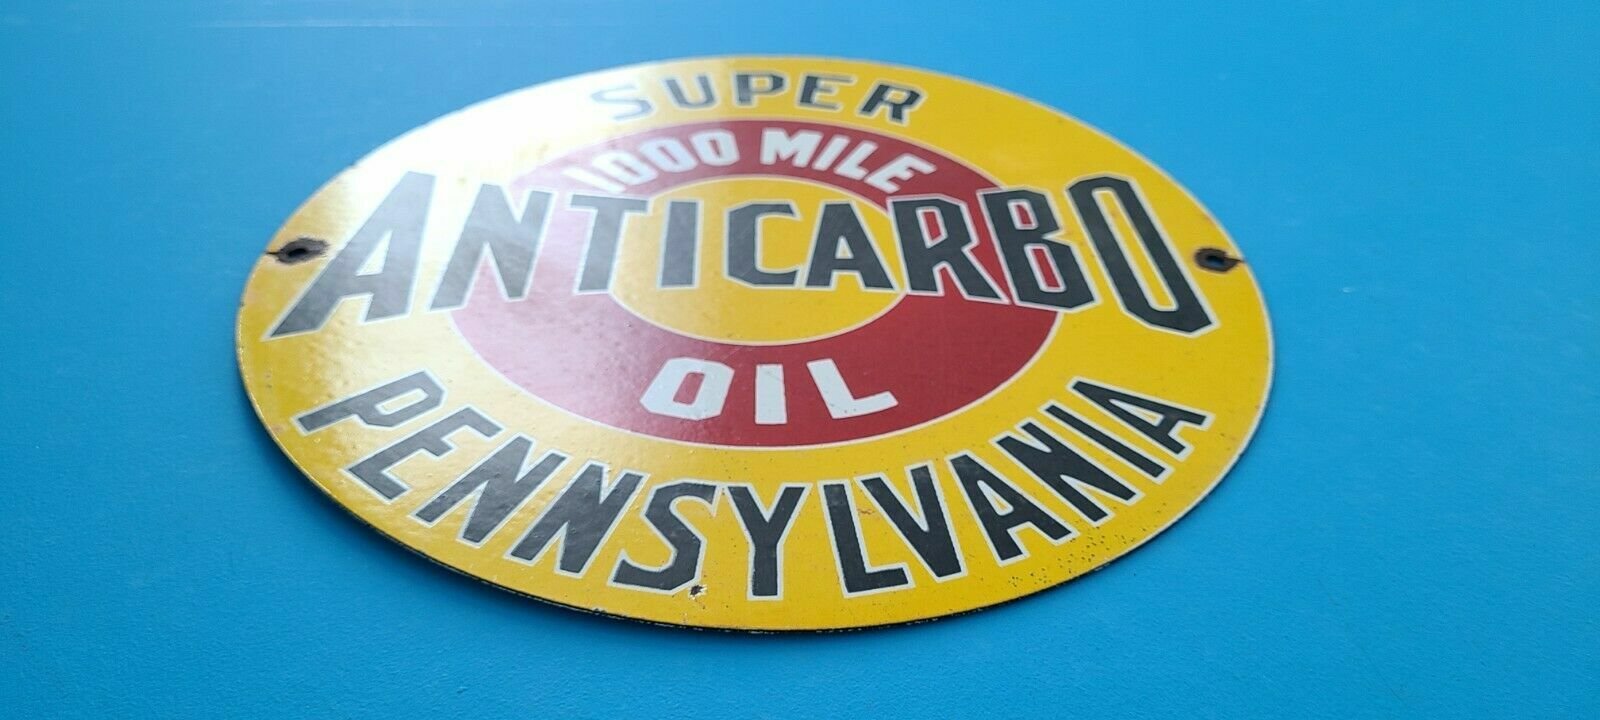 SUPER
1000 MILE
ANTICARBO
OIL
PENNSYLVANIA